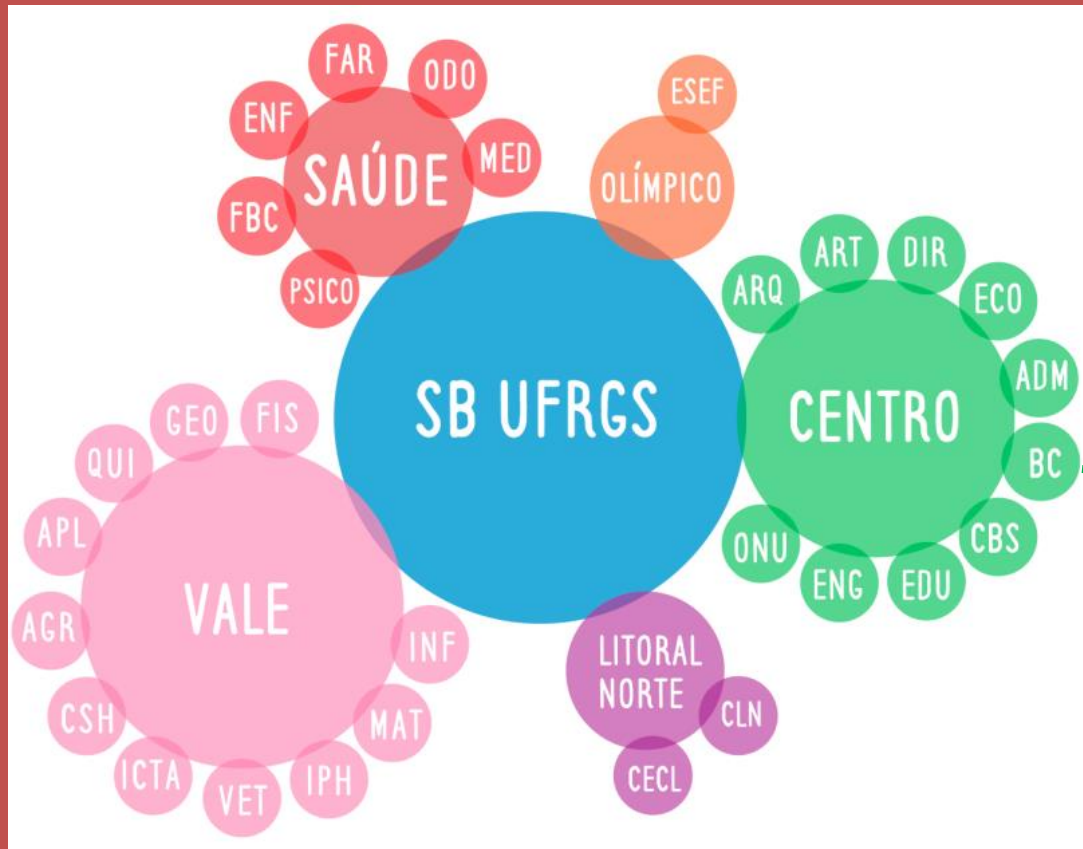 FAR
ODO
ENF
MED
SAÚDE
FBC
PSICO
ESEF
OLÍMPICO
SB UFRGS
ART
DIR
ARQ
ECO
ADM
CENTRO
BC
CBS
ONU
ENG
EDU
GEO
FIS
QUI
APL
VALE
AGR
INF
CSH
MAT
ICTA
VET
IPH
LITORAL
NORTE
CLN
CECL